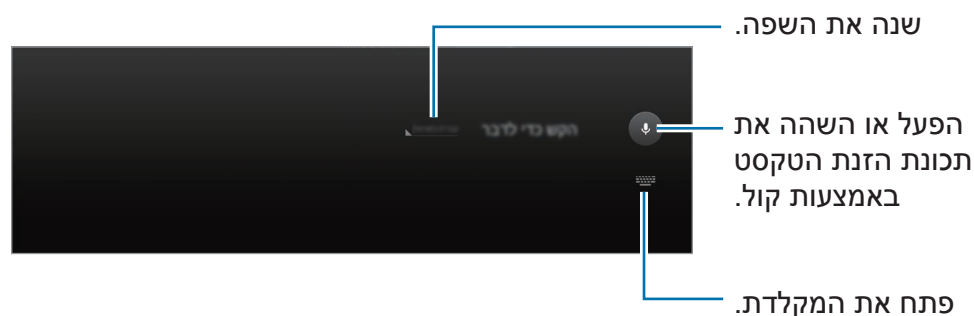 שנה את השפה.
הקש כדי לדבר
הפעל או השהה את
תכונת הזנת הטקסט
באמצעות קול.
פתח את המקלדת.